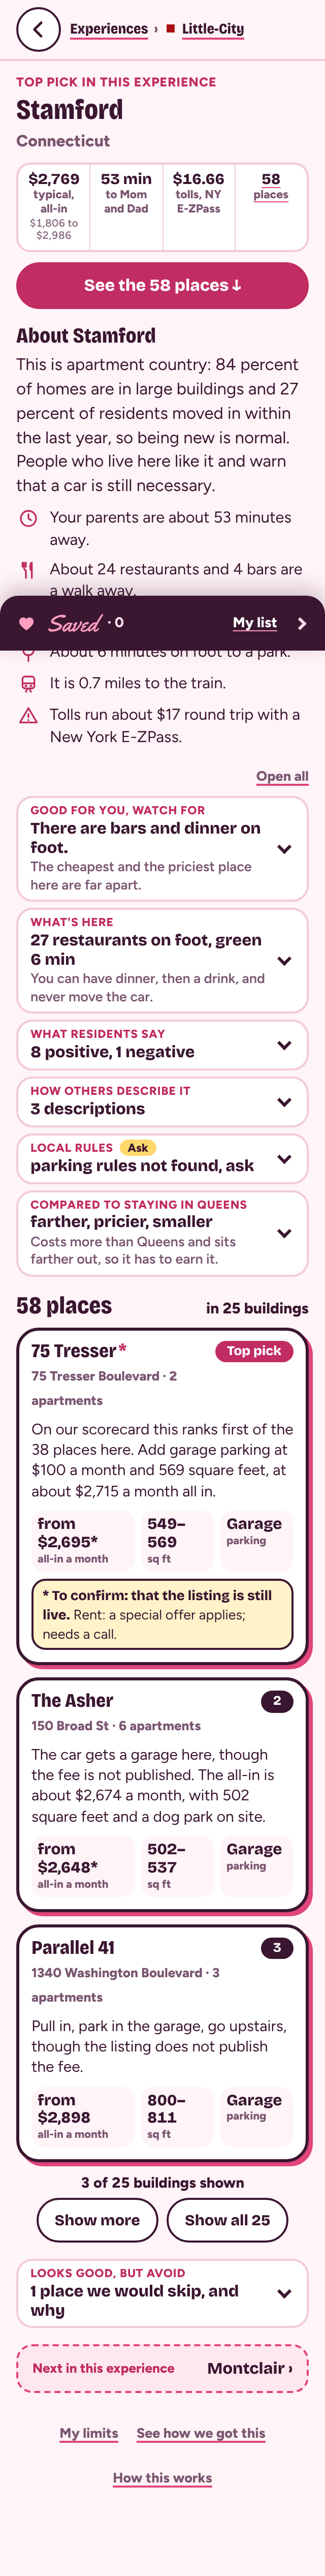 Experiences › Little-City
TOP PICK IN THIS EXPERIENCE
Stamford
Connecticut
$2,769
typical,
all-in
$1,806 to
$2,986
53 min
to Mom
and Dad
$16.66
tolls, NY
E-ZPass
58
places
See the 58 places ↓
About Stamford
This is apartment country: 84 percent
of homes are in large buildings and 27
percent of residents moved in within
the last year, so being new is normal.
People who live here like it and warn
that a car is still necessary.
Your parents are about 53 minutes
away.
About 24 restaurants and 4 bars are
a walk away.
Saved · 0
My list
About 6 minutes on foot to a park.
It is 0.7 miles to the train.
Tolls run about $17 round trip with a
New York E-ZPass.
Open all
GOOD FOR YOU, WATCH FOR
There are bars and dinner on
foot.
The cheapest and the priciest place
here are far apart.
WHAT'S HERE
27 restaurants on foot, green
6 min
You can have dinner, then a drink, and
never move the car.
WHAT RESIDENTS SAY
8 positive, 1 negative
HOW OTHERS DESCRIBE IT
3 descriptions
LOCAL RULES Ask
parking rules not found, ask
COMPARED TO STAYING IN QUEENS
farther, pricier, smaller
Costs more than Queens and sits
farther out, so it has to earn it.
58 places
in 25 buildings
75 Tresser*
Top pick
75 Tresser Boulevard · 2
apartments
On our scorecard this ranks first of the
38 places here. Add garage parking at
$100 a month and 569 square feet, at
about $2,715 a month all in.
from
$2,695*
all-in a month
549–
569
sq ft
Garage
parking
* To confirm: that the listing is still
live. Rent: a special offer applies;
needs a call.
The Asher
2
150 Broad St · 6 apartments
The car gets a garage here, though
the fee is not published. The all-in is
about $2,674 a month, with 502
square feet and a dog park on site.
from
$2,648*
all-in a month
502–
537
sq ft
Garage
parking
Parallel 41
3
1340 Washington Boulevard · 3
apartments
Pull in, park in the garage, go upstairs,
though the listing does not publish
the fee.
from
$2,898
all-in a month
800–
811
sq ft
Garage
parking
3 of 25 buildings shown
Show more
Show all 25
LOOKS GOOD, BUT AVOID
1 place we would skip, and
why
Next in this experience
Montclair ›
My limits
See how we got this
How this works